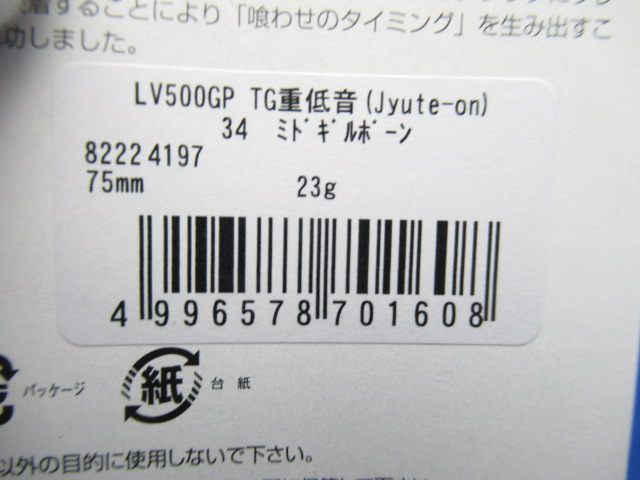 着することにより「喰わせのタイミング」を生み出すこ
功しました。
LV500GP TG重低音(Jyute-on)
34 ﾐﾄﾞｷﾞﾙﾎﾞｰﾝ
82224197
75mm 23g
4 996578 701608
パッケージ
紙 台紙
以外の目的に使用しないで下さい。